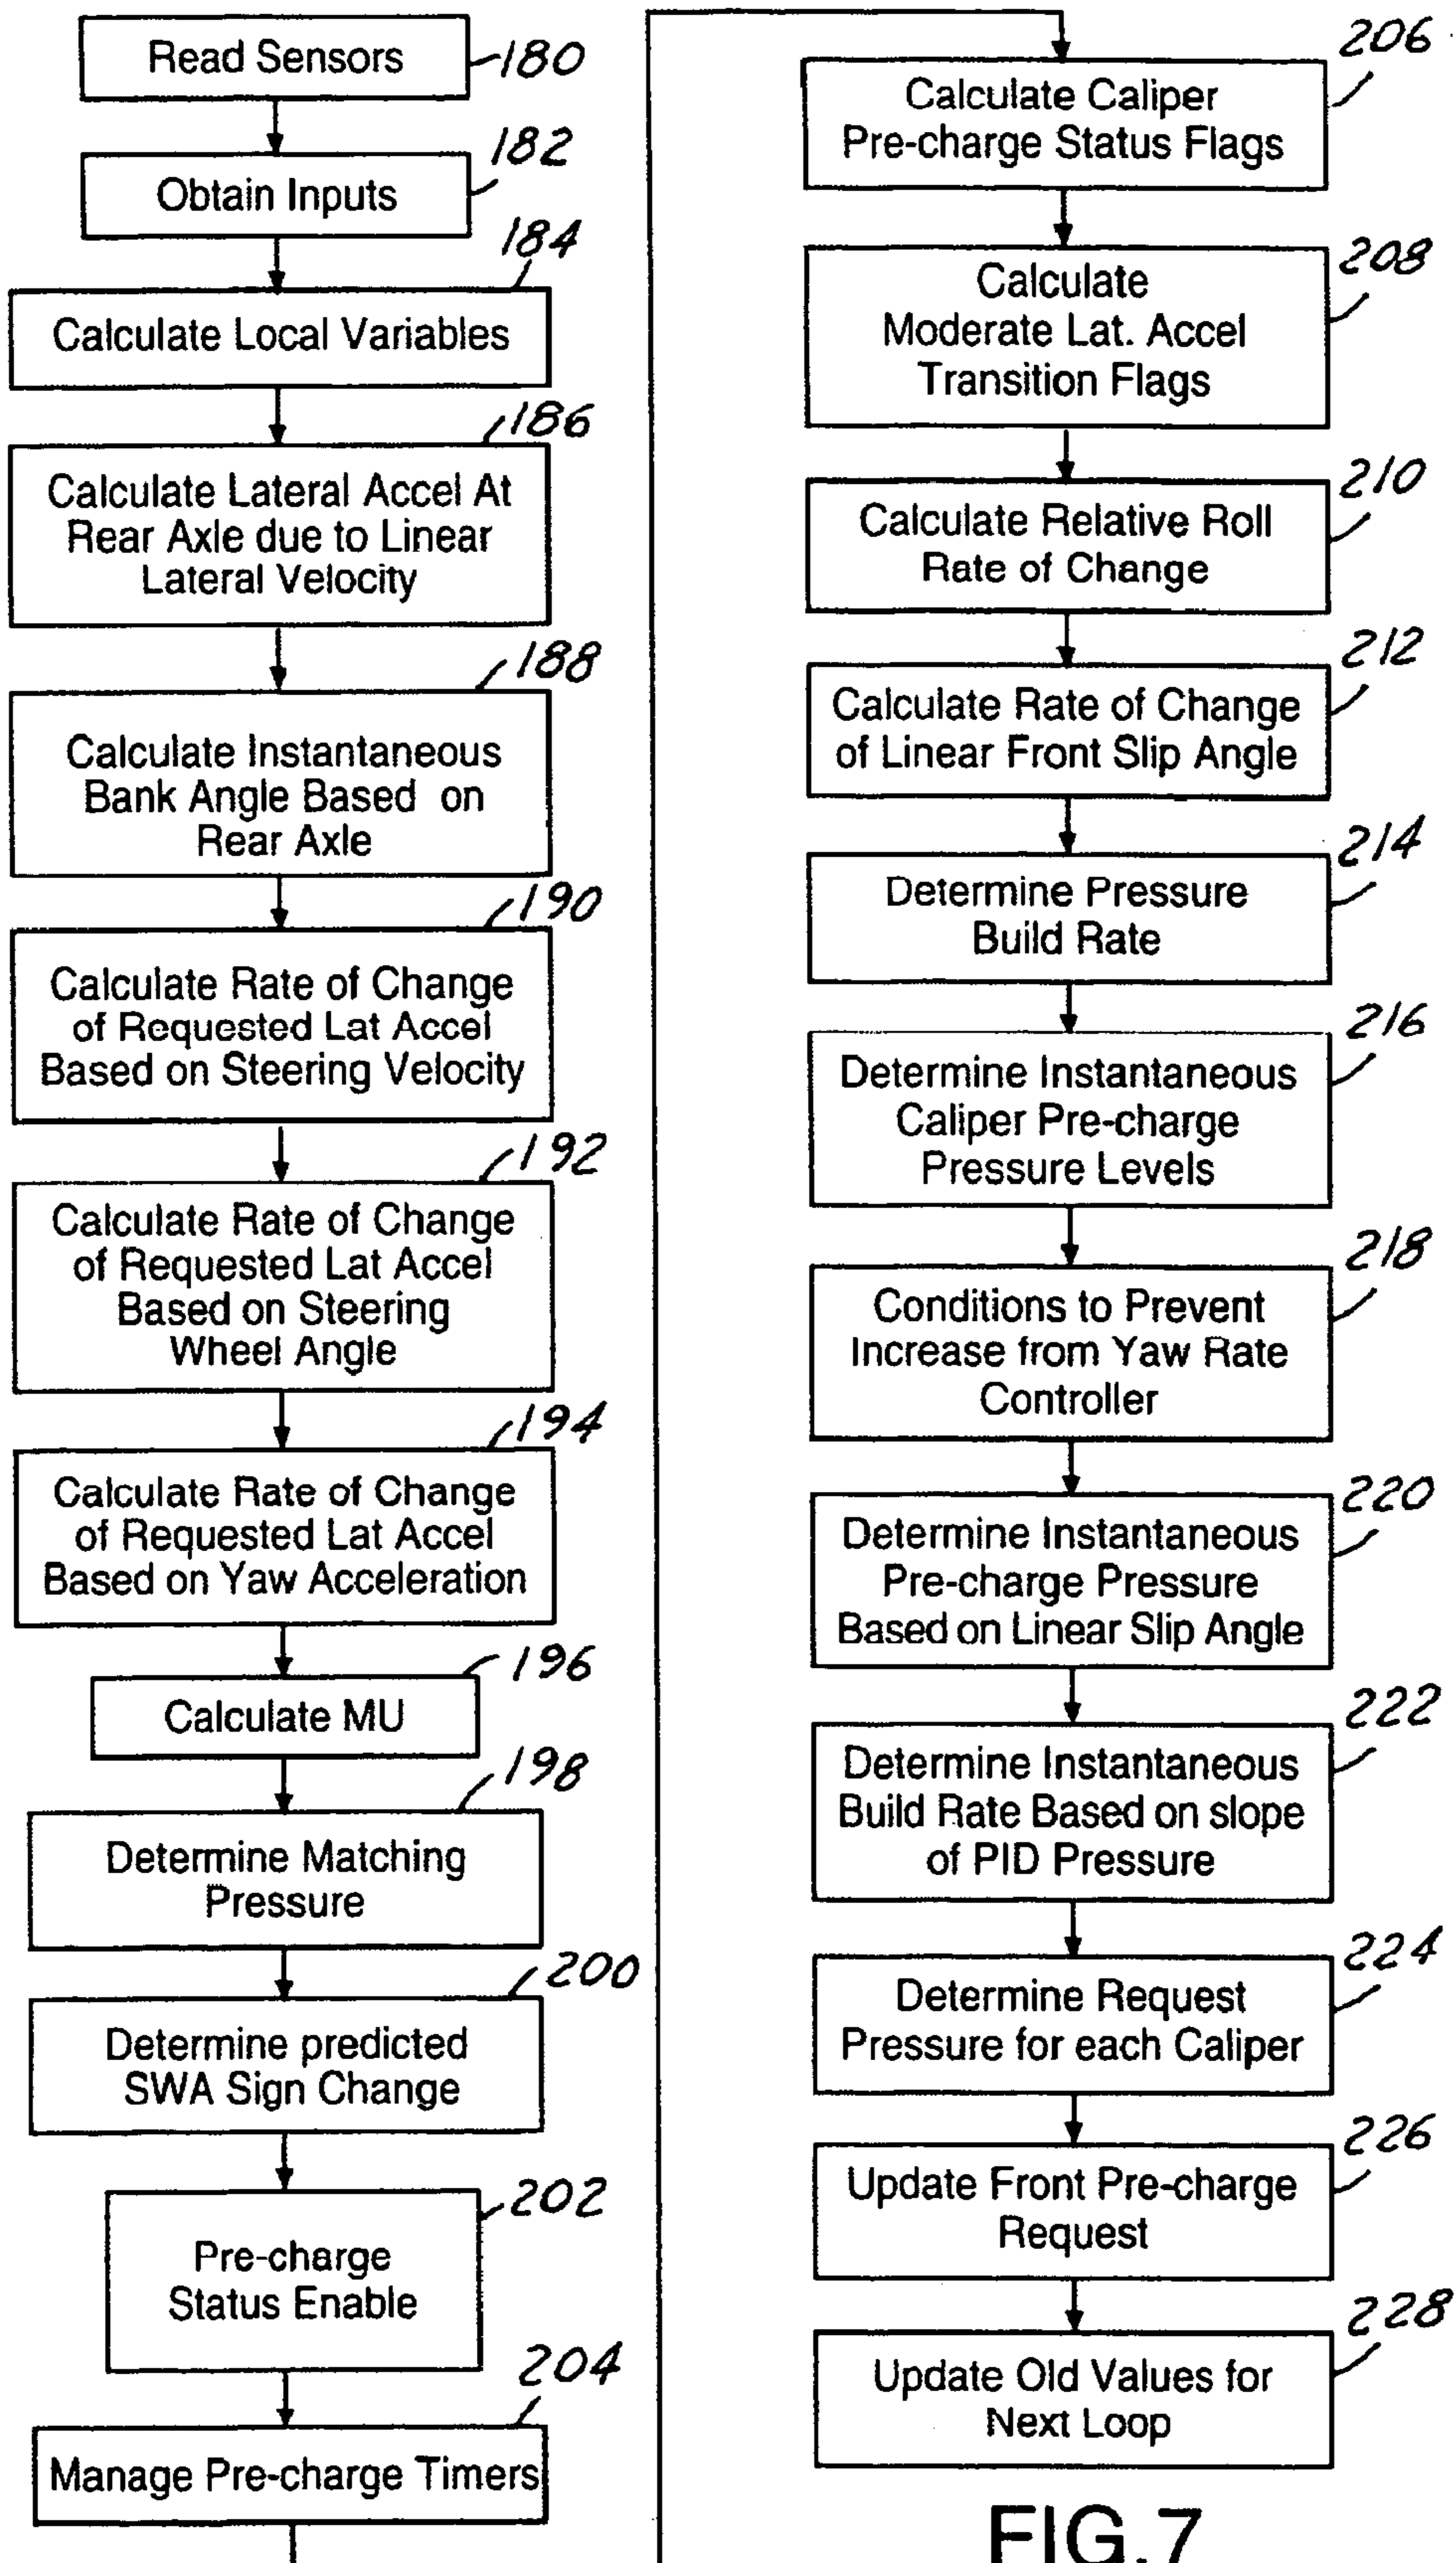 Read Sensors
180
Obtain Inputs
182
184
Calculate Local Variables
186
Calculate Lateral Accel At
Rear Axle due to Linear
Lateral Velocity
188
Calculate Instantaneous
Bank Angle Based on
Rear Axle
190
Calculate Rate of Change
of Requested Lat Accel
Based on Steering Velocity
192
Calculate Rate of Change
of Requested Lat Accel
Based on Steering
Wheel Angle
194
Calculate Rate of Change
of Requested Lat Accel
Based on Yaw Acceleration
196
Calculate MU
198
Determine Matching
Pressure
200
Determine predicted
SWA Sign Change
202
Pre-charge
Status Enable
204
Manage Pre-charge Timers
206
Calculate Caliper
Pre-charge Status Flags
208
Calculate
Moderate Lat. Accel
Transition Flags
210
Calculate Relative Roll
Rate of Change
212
Calculate Rate of Change
of Linear Front Slip Angle
214
Determine Pressure
Build Rate
216
Determine Instantaneous
Caliper Pre-charge
Pressure Levels
218
Conditions to Prevent
Increase from Yaw Rate
Controller
220
Determine Instantaneous
Pre-charge Pressure
Based on Linear Slip Angle
222
Determine Instantaneous
Build Rate Based on slope
of PID Pressure
224
Determine Request
Pressure for each Caliper
226
Update Front Pre-charge
Request
228
Update Old Values for
Next Loop
FIG.7